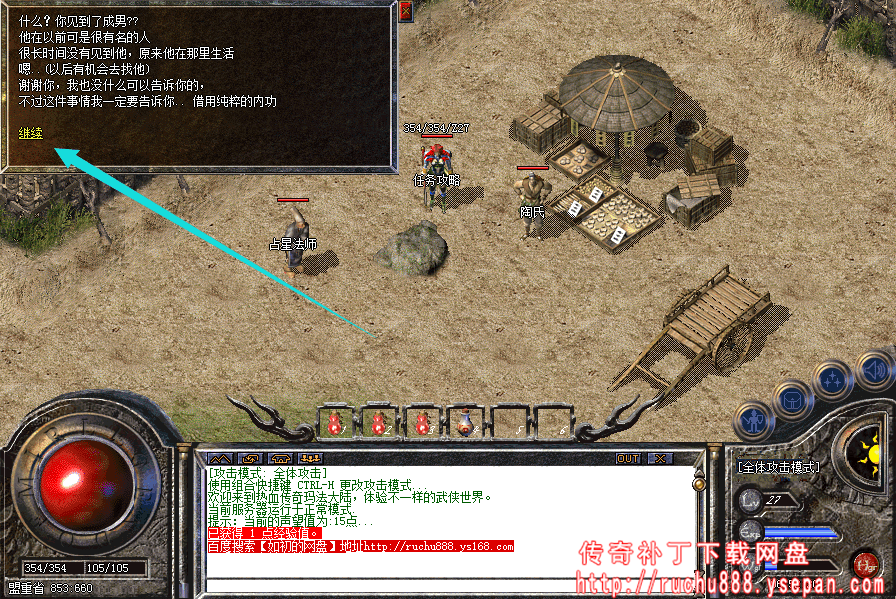 什么？你见到了成男??
他在以前可是很有名的人
很长时间没有见到他，原来他在那里生活
嗯..(以后有机会去找他)
谢谢你，我也没什么可以告诉你的，
不过这件事情我一定要告诉你.. 借用纯粹的内功
继续
354/354/Z27
任务攻略
陶氏
占星法师
1
2
3
4
5
6
OUT
[攻击模式: 全体攻击]
使用组合快捷键 CTRL-H 更改攻击模式...
欢迎来到热血传奇玛法大陆，体验不一样的武侠世界。
当前服务器运行于正常模式
提示：当前的声望值为:15点...
已获得 1 点经验值。
百度搜索【如初的网盘】地址http://ruchu888.ys168.com
354/354
105/105
盟重省 853:660
[全体攻击模式]
27
传奇补丁下载网盘
http://ruchu888.ysepan.com